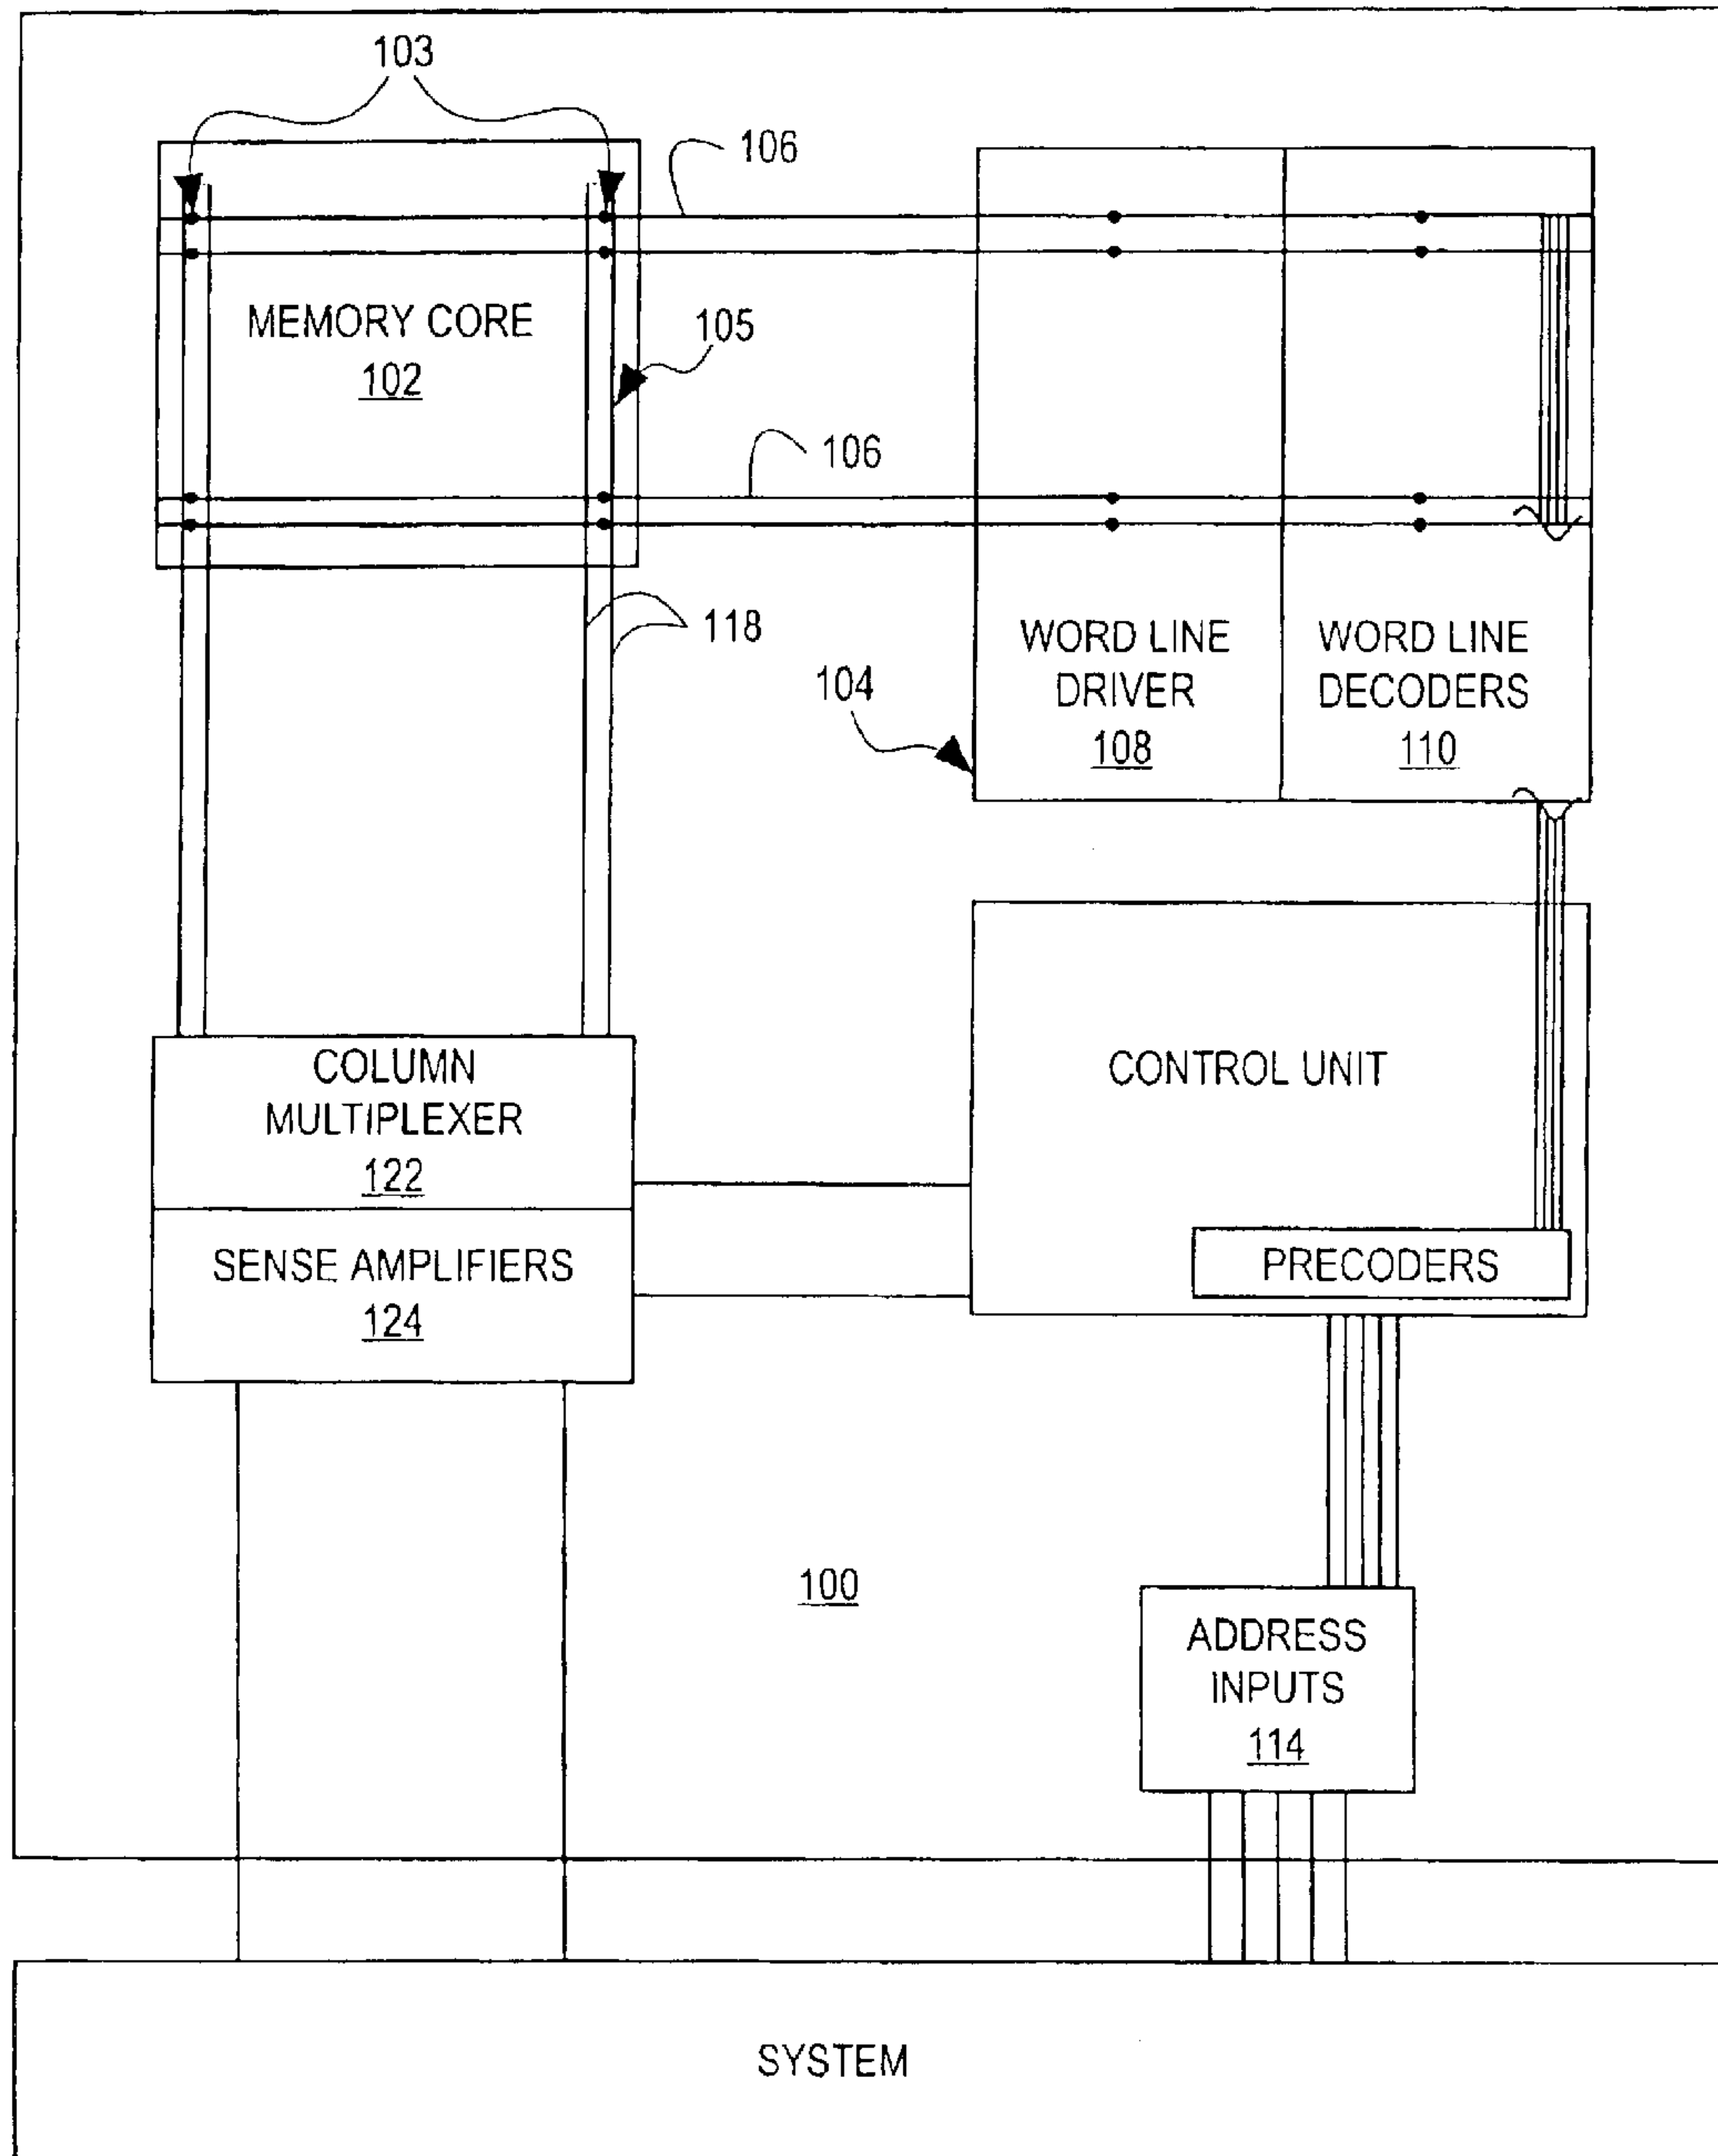 103
106
MEMORY CORE
102
105
106
118
104
WORD LINE
DRIVER
108
WORD LINE
DECODERS
110
COLUMN
MULTIPLEXER
122
SENSE AMPLIFIERS
124
CONTROL UNIT
PRECODERS
100
ADDRESS
INPUTS
114
SYSTEM